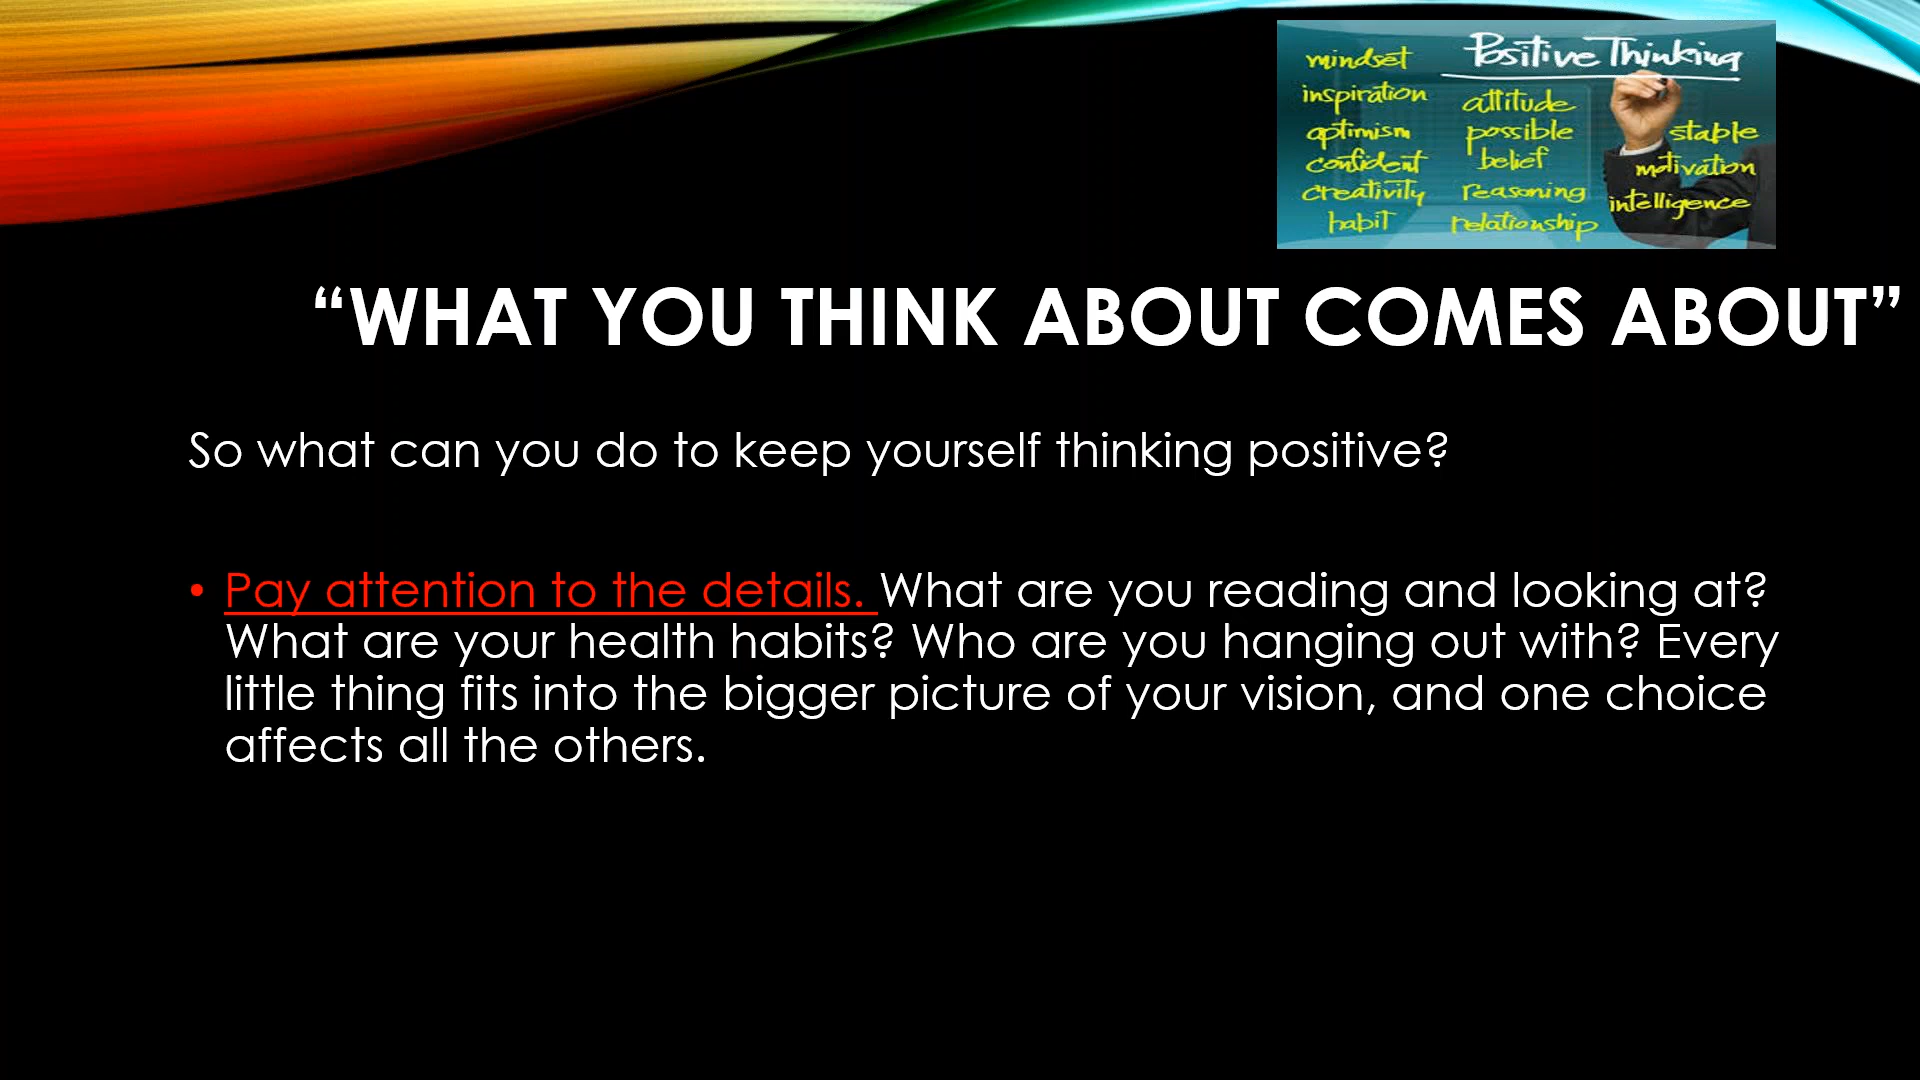 Positive Thinking
mindset
inspiration
optimism
confident
creativity
habit
attitude
possible
belief
reasoning
relationship
stable
motivation
intelligence
“WHAT YOU THINK ABOUT COMES ABOUT”
So what can you do to keep yourself thinking positive?
• Pay attention to the details. What are you reading and looking at?
What are your health habits? Who are you hanging out with? Every
little thing fits into the bigger picture of your vision, and one choice
affects all the others.